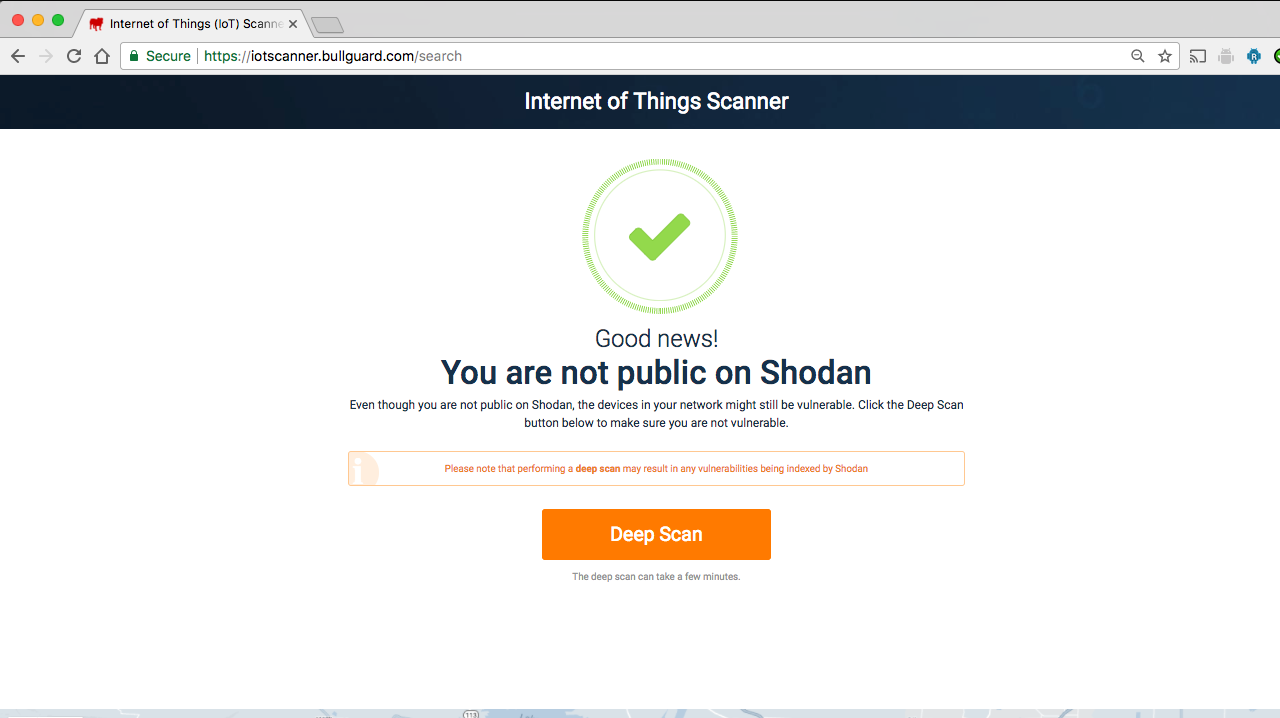 Internet of Things (IoT) Scanne
Secure
https://iotscanner.bullguard.com/search
Internet of Things Scanner
Good news!
You are not public on Shodan
Even though you are not public on Shodan, the devices in your network might still be vulnerable. Click the Deep Scan
button below to make sure you are not vulnerable.
Please note that performing a deep scan may result in any vulnerabilities being indexed by Shodan
Deep Scan
The deep scan can take a few minutes.
113